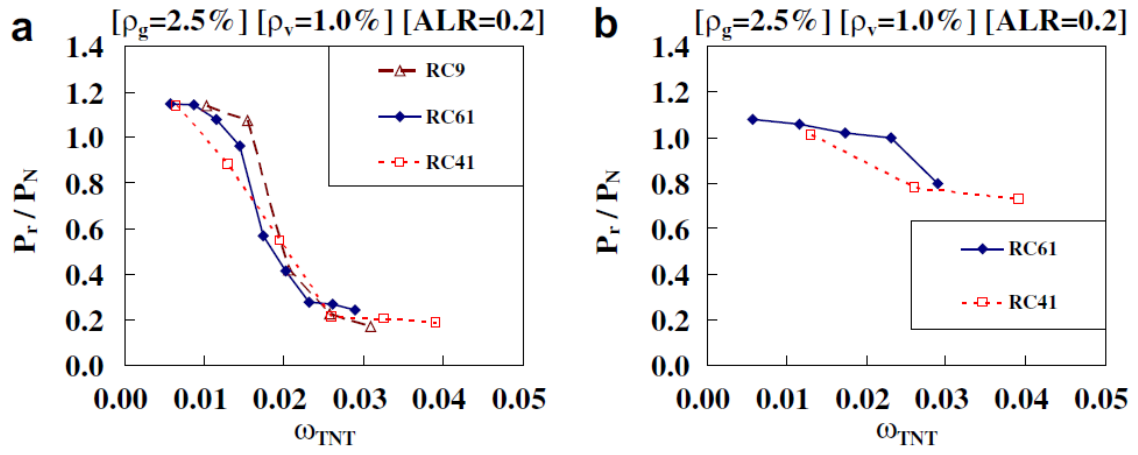 a
[ρg=2.5%] [ρv=1.0%] [ALR=0.2]
1.4
1.2
1.0
0.8
0.6
0.4
0.2
0.0
Pr / PN
RC9
RC61
RC41
0.00 0.01 0.02 0.03 0.04 0.05
ωTNT
b
[ρg=2.5%] [ρv=1.0%] [ALR=0.2]
1.4
1.2
1.0
0.8
0.6
0.4
0.2
0.0
Pr / PN
RC61
RC41
0.00 0.01 0.02 0.03 0.04 0.05
ωTNT